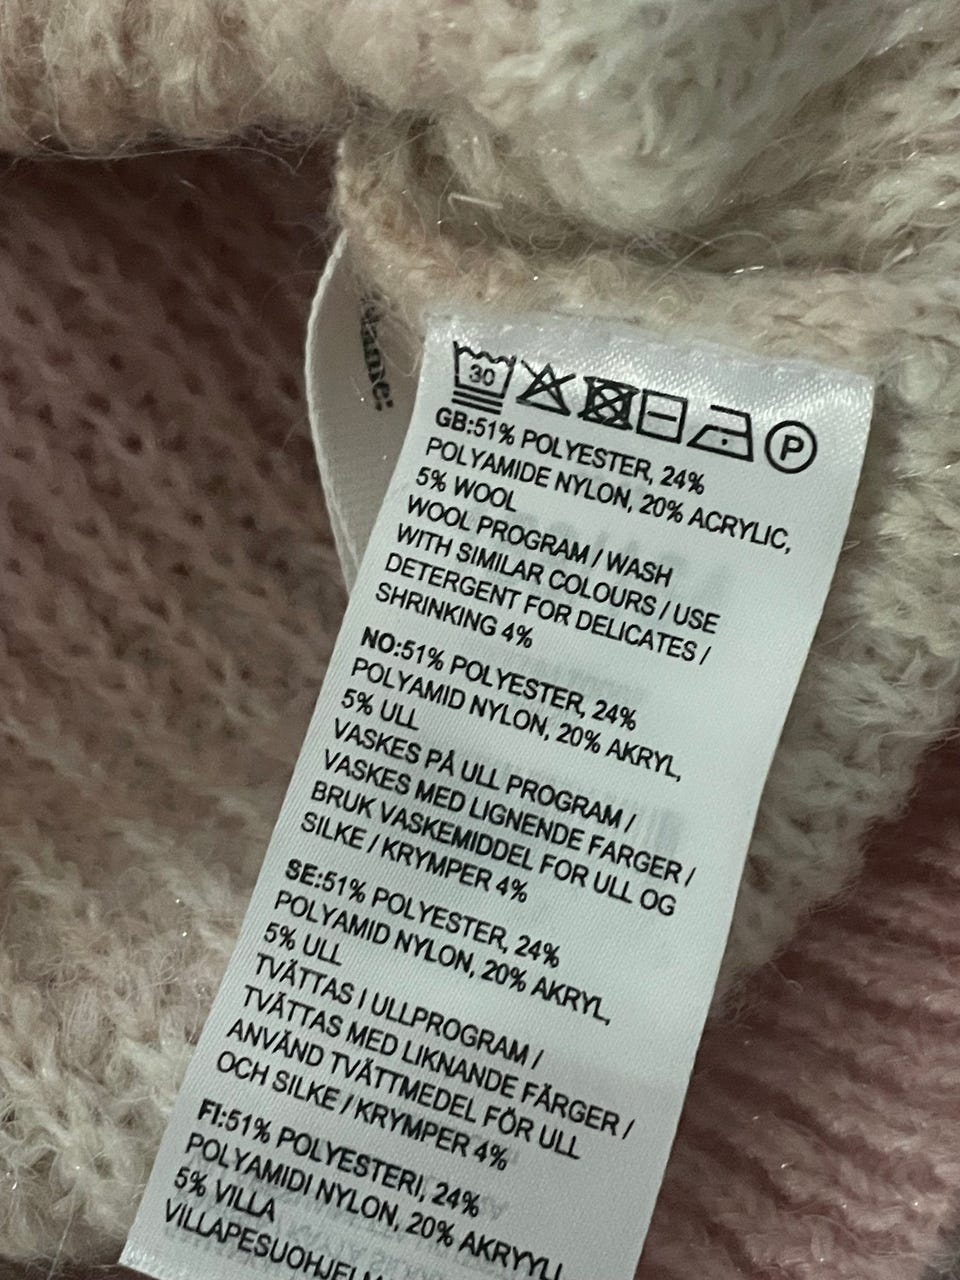 30
P
GB:51% POLYESTER, 24%
POLYAMIDE NYLON, 20% ACRYLIC,
5% WOOL
WOOL PROGRAM / WASH
WITH SIMILAR COLOURS / USE
DETERGENT FOR DELICATES /
SHRINKING 4%
NO:51% POLYESTER, 24%
POLYAMID NYLON, 20% AKRYL,
5% ULL
VASKES PÅ ULL PROGRAM /
VASKES MED LIGNENDE FARGER /
BRUK VASKEMIDDEL FOR ULL OG
SILKE / KRYMPER 4%
SE:51% POLYESTER, 24%
POLYAMID NYLON, 20% AKRYL,
5% ULL
TVÄTTAS I ULLPROGRAM /
TVÄTTAS MED LIKNANDE FÄRGER /
ANVÄND TVÄTTMEDEL FÖR ULL
OCH SILKE / KRYMPER 4%
FI:51% POLYESTERI, 24%
POLYAMIDI NYLON, 20% AKRYYLI
5% VILLA